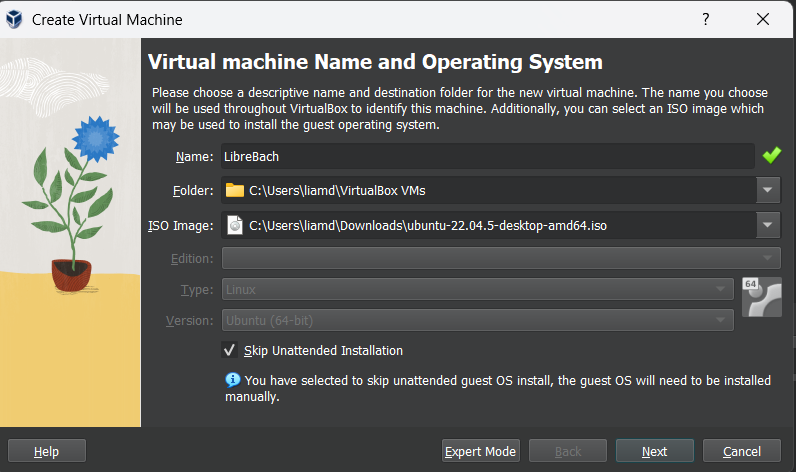 Create Virtual Machine
?
Virtual machine Name and Operating System
Please choose a descriptive name and destination folder for the new virtual machine. The name you choose
will be used throughout VirtualBox to identify this machine. Additionally, you can select an ISO image which
may be used to install the guest operating system.
Name: LibreBach
Folder: C:\Users\liamd\VirtualBox VMs
ISO Image: C:\Users\liamd\Downloads\ubuntu-22.04.5-desktop-amd64.iso
Edition:
Type: Linux 64
Version: Ubuntu (64-bit)
Skip Unattended Installation
You have selected to skip unattended guest OS install, the guest OS will need to be installed
manually.
Help Expert Mode Back Next Cancel